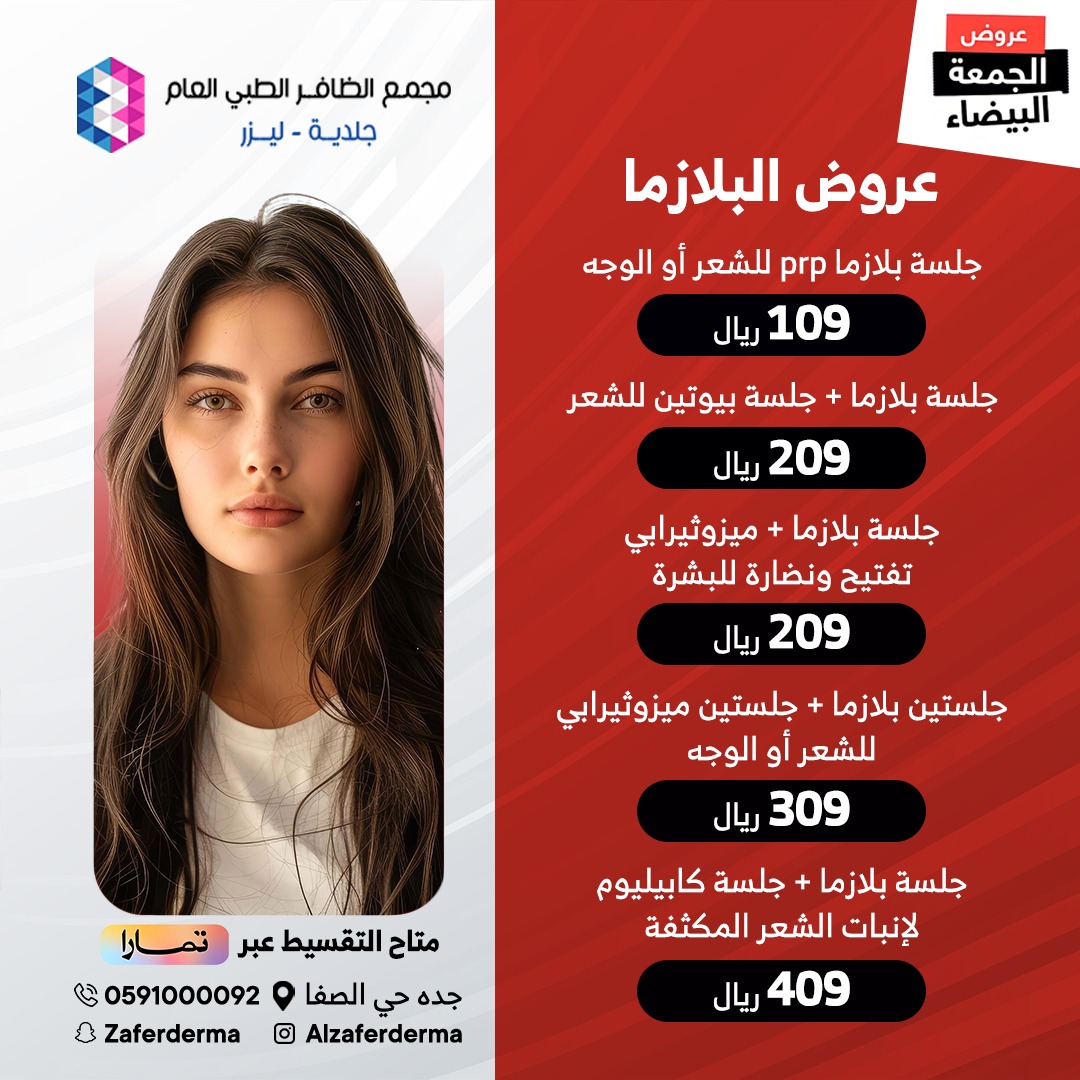 مجمع الظافر الطبي العام
جلدية - ليزر
عروض
الجمعة
البيضاء
عروض البلازما
جلسة بلازما prp للشعر أو الوجه
109 ريال
جلسة بلازما + جلسة بيوتين للشعر
209 ريال
جلسة بلازما + ميزوثيرابي
تفتيح ونضارة للبشرة
209 ريال
جلستين بلازما + جلستين ميزوثيرابي
للشعر أو الوجه
309 ريال
جلسة بلازما + جلسة كابيليوم
لإنبات الشعر المكثفة
409 ريال
متاح التقسيط عبر تمارا
جده حي الصفا 0591000092
Zaferderma Alzaferderma